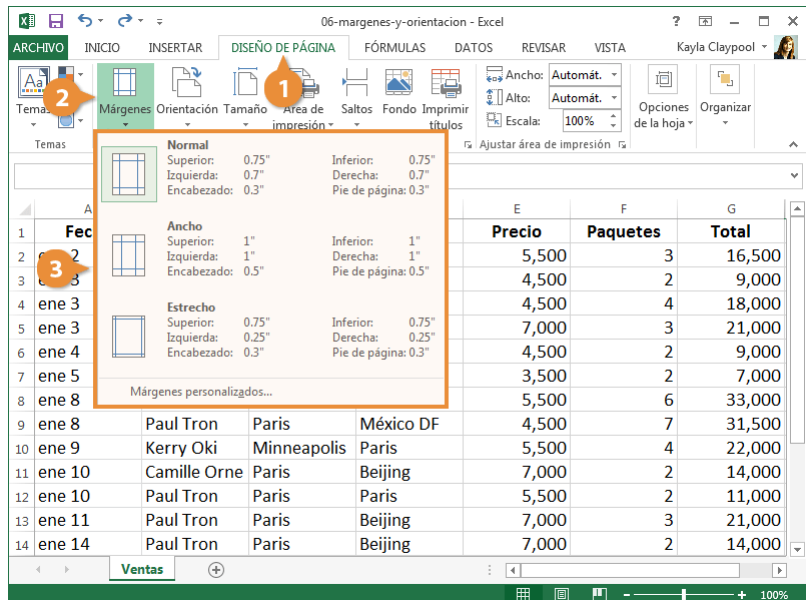 06-margenes-y-orientacion - Excel
ARCHIVO INICIO INSERTAR DISEÑO DE PÁGINA FÓRMULAS DATOS REVISAR VISTA Kayla Claypool
1
2
Temas Márgenes Orientación Tamaño Área de impresión Saltos Fondo Imprimir títulos
Ancho: Automát.
Alto: Automát.
Escala: 100%
Opciones de la hoja Organizar
Temas Ajustar área de impresión
Normal
Superior: 0.75" Inferior: 0.75"
Izquierda: 0.7" Derecha: 0.7"
Encabezado: 0.3" Pie de página: 0.3"
Ancho
Superior: 1" Inferior: 1"
Izquierda: 1" Derecha: 1"
Encabezado: 0.5" Pie de página: 0.5"
Estrecho
Superior: 0.75" Inferior: 0.75"
Izquierda: 0.25" Derecha: 0.25"
Encabezado: 0.3" Pie de página: 0.3"
Márgenes personalizados...
3
A E F G
1 Fec Precio Paquetes Total
2 5,500 3 16,500
3 4,500 2 9,000
4 ene 3 4,500 4 18,000
5 ene 3 7,000 3 21,000
6 ene 4 4,500 2 9,000
7 ene 5 3,500 2 7,000
8 ene 8 5,500 6 33,000
9 ene 8 Paul Tron Paris México DF 4,500 7 31,500
10 ene 9 Kerry Oki Minneapolis Paris 5,500 4 22,000
11 ene 10 Camille Orne Paris Beijing 7,000 2 14,000
12 ene 10 Paul Tron Paris Paris 5,500 2 11,000
13 ene 11 Paul Tron Paris Beijing 7,000 3 21,000
14 ene 14 Paul Tron Paris Beijing 7,000 2 14,000
Ventas
100%